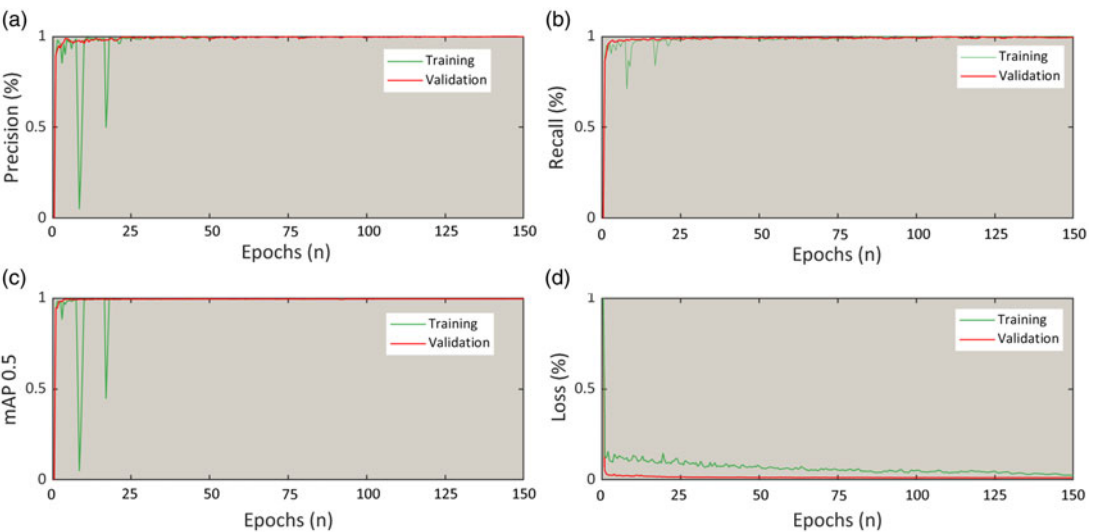 (a)
1
Training
Validation
Precision (%)
0.5
0
0 25 50 75 100 125 150
Epochs (n)
(b)
1
Training
Validation
Recall (%)
0.5
0
0 25 50 75 100 125 150
Epochs (n)
(c)
1
Training
Validation
mAP 0.5
0.5
0
0 25 50 75 100 125 150
Epochs (n)
(d)
1
Training
Validation
Loss (%)
0.5
0
0 25 50 75 100 125 150
Epochs (n)